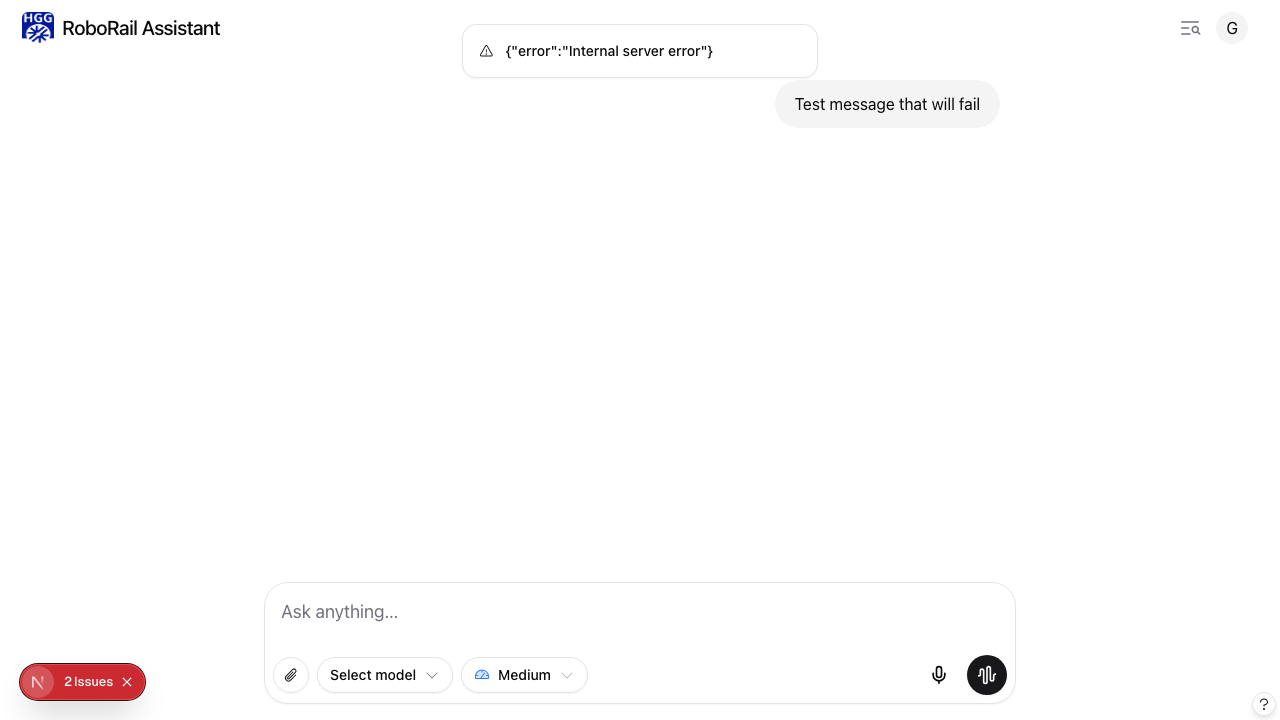 HGG
RoboRail Assistant
G
{"error":"Internal server error"}
Test message that will fail
Ask anything...
Select model
Medium
N
2 Issues
?